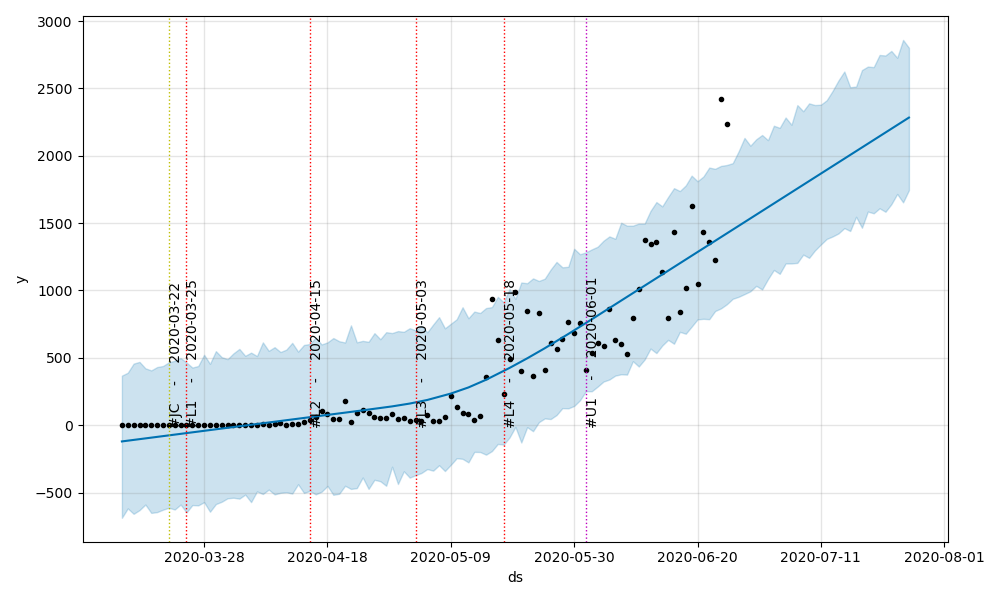 3000
2500
2000
1500
1000
500
0
−500
y
#JC - 2020-03-22
#L1 - 2020-03-25
#L2 - 2020-04-15
#L3 - 2020-05-03
#L4 - 2020-05-18
#U1 - 2020-06-01
2020-03-28
2020-04-18
2020-05-09
2020-05-30
2020-06-20
2020-07-11
2020-08-01
ds